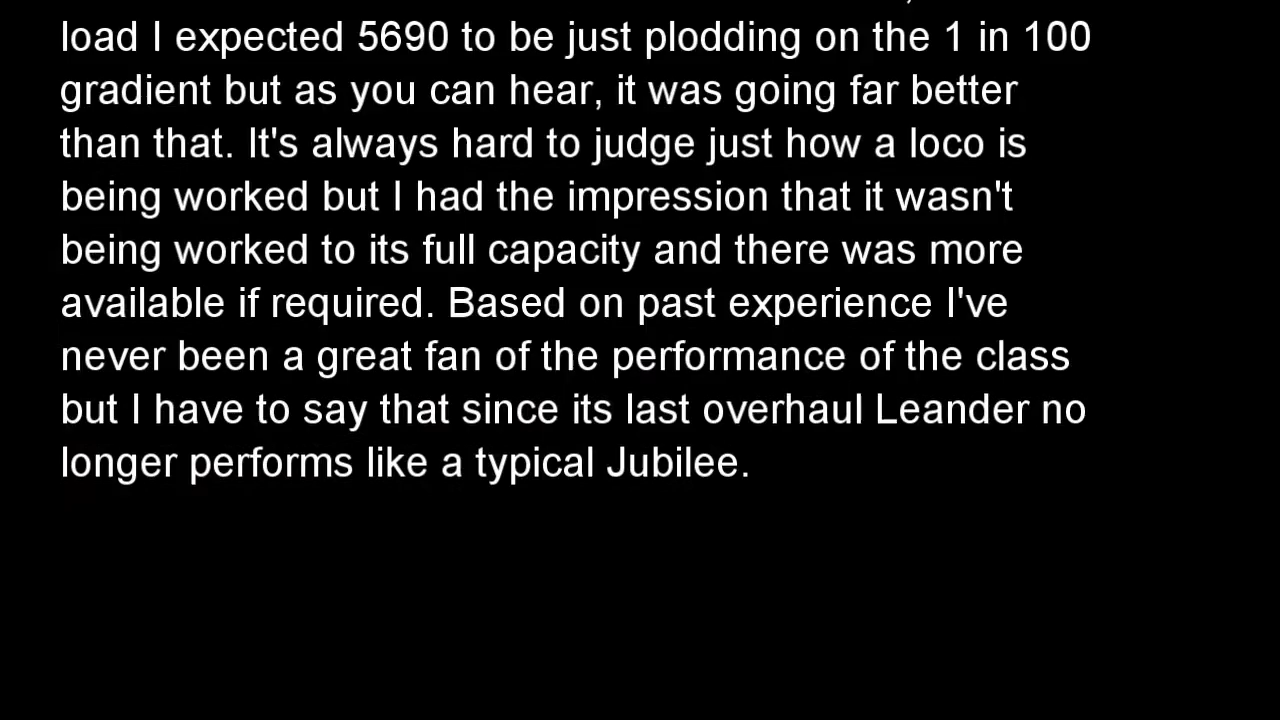 load I expected 5690 to be just plodding on the 1 in 100
gradient but as you can hear, it was going far better
than that. It's always hard to judge just how a loco is
being worked but I had the impression that it wasn't
being worked to its full capacity and there was more
available if required. Based on past experience I've
never been a great fan of the performance of the class
but I have to say that since its last overhaul Leander no
longer performs like a typical Jubilee.